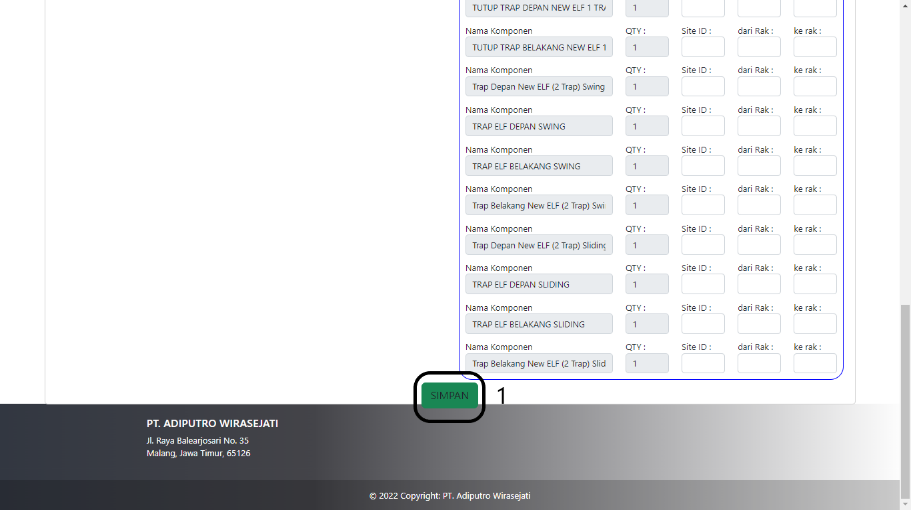 TUTUP TRAP DEPAN NEW ELF 1 TRA 1
Nama Komponen QTY : Site ID : dari Rak : ke rak :
TUTUP TRAP BELAKANG NEW ELF 1 1
Nama Komponen QTY : Site ID : dari Rak : ke rak :
Trap Depan New ELF (2 Trap) Swing 1
Nama Komponen QTY : Site ID : dari Rak : ke rak :
TRAP ELF DEPAN SWING 1
Nama Komponen QTY : Site ID : dari Rak : ke rak :
TRAP ELF BELAKANG SWING 1
Nama Komponen QTY : Site ID : dari Rak : ke rak :
Trap Belakang New ELF (2 Trap) Swi 1
Nama Komponen QTY : Site ID : dari Rak : ke rak :
Trap Depan New ELF (2 Trap) Sliding 1
Nama Komponen QTY : Site ID : dari Rak : ke rak :
TRAP ELF DEPAN SLIDING 1
Nama Komponen QTY : Site ID : dari Rak : ke rak :
TRAP ELF BELAKANG SLIDING 1
Nama Komponen QTY : Site ID : dari Rak : ke rak :
Trap Belakang New ELF (2 Trap) Slid 1
SIMPAN 1
PT. ADIPUTRO WIRASEJATI
Jl. Raya Balearjosari No. 35
Malang, Jawa Timur, 65126
© 2022 Copyright: PT. Adiputro Wirasejati